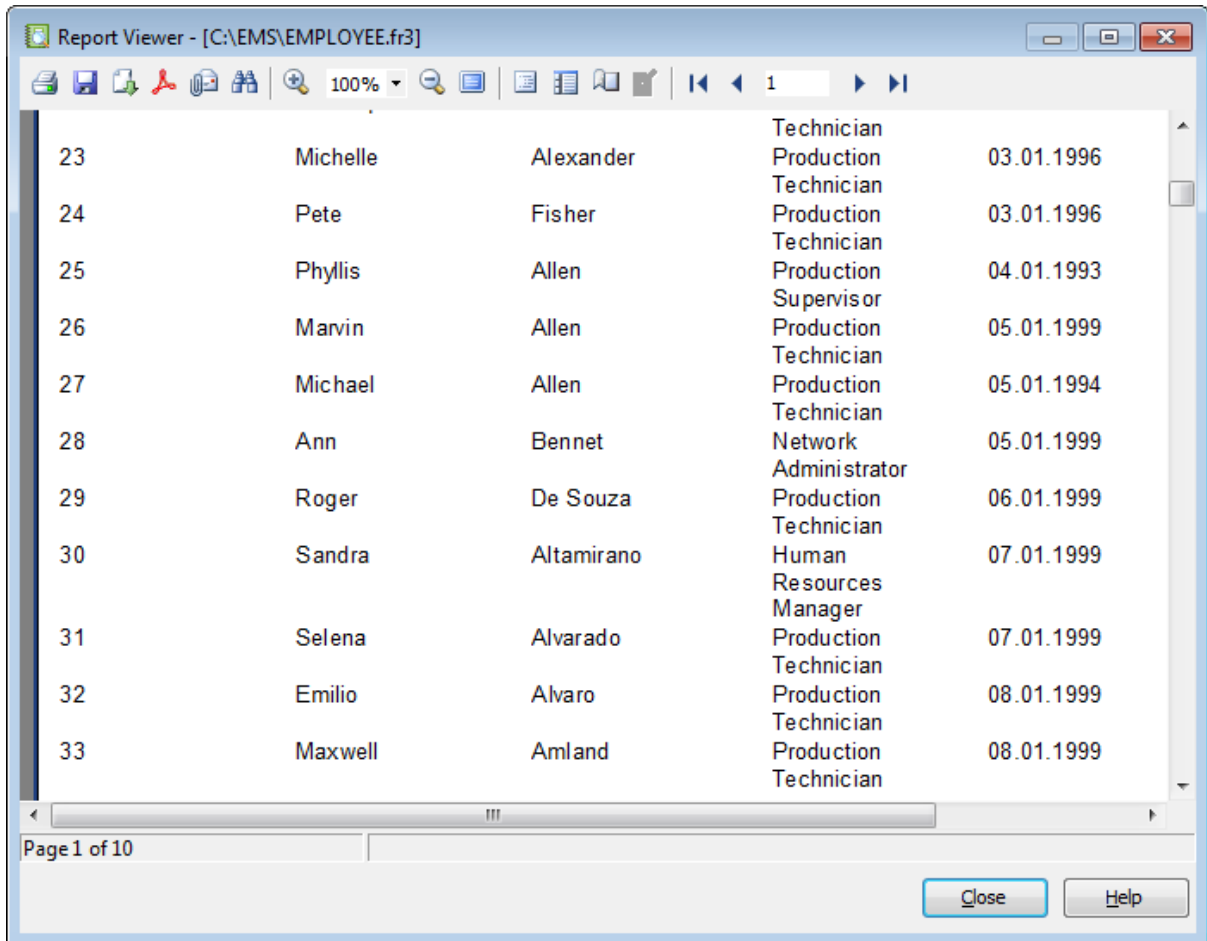 Report Viewer - [C:\EMS\EMPLOYEE.fr3]
100% 1
Technician
23 Michelle Alexander Production 03.01.1996
Technician
24 Pete Fisher Production 03.01.1996
Technician
25 Phyllis Allen Production 04.01.1993
Supervisor
26 Marvin Allen Production 05.01.1999
Technician
27 Michael Allen Production 05.01.1994
Technician
28 Ann Bennet Network 05.01.1999
Administrator
29 Roger De Souza Production 06.01.1999
Technician
30 Sandra Altamirano Human 07.01.1999
Resources
Manager
31 Selena Alvarado Production 07.01.1999
Technician
32 Emilio Alvaro Production 08.01.1999
Technician
33 Maxwell Amland Production 08.01.1999
Technician
Page 1 of 10
Close Help